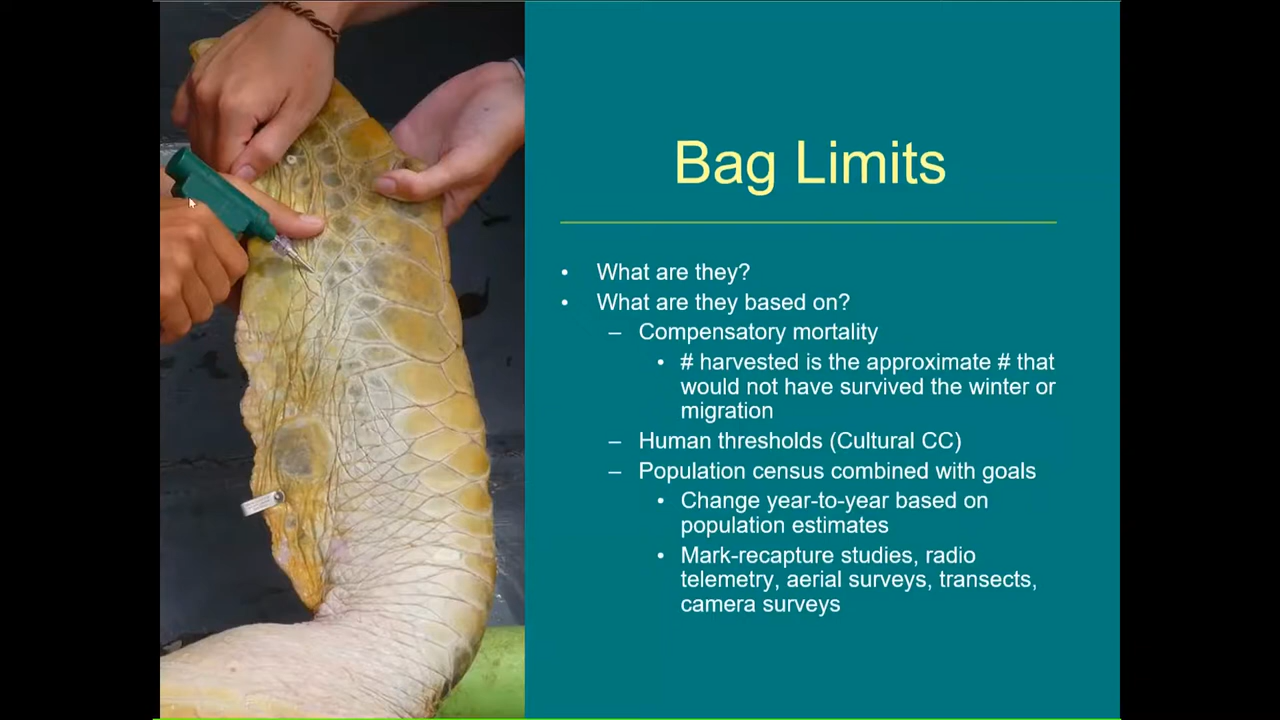 Bag Limits
• What are they?
• What are they based on?
– Compensatory mortality
• # harvested is the approximate # that
would not have survived the winter or
migration
– Human thresholds (Cultural CC)
– Population census combined with goals
• Change year-to-year based on
population estimates
• Mark-recapture studies, radio
telemetry, aerial surveys, transects,
camera surveys